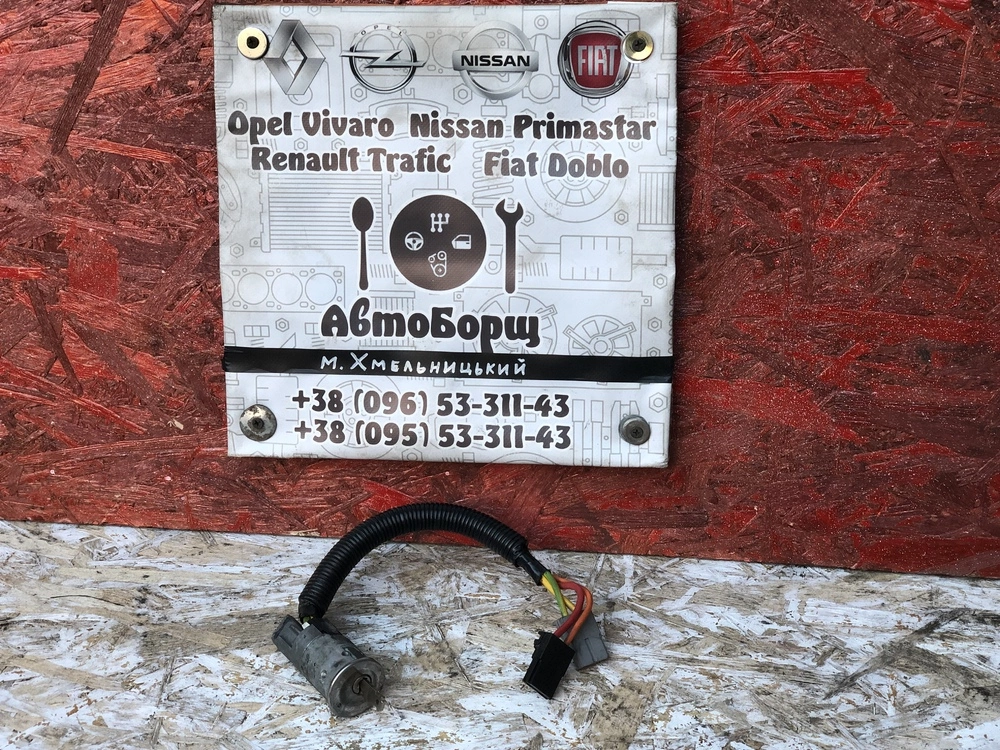 OPEL
NISSAN
FIAT
Opel Vivaro Nissan Primastar
Renault Trafic Fiat Doblo
АвтоБорщ
м. Хмельницький
+38 (096) 53-311-43
+38 (095) 53-311-43